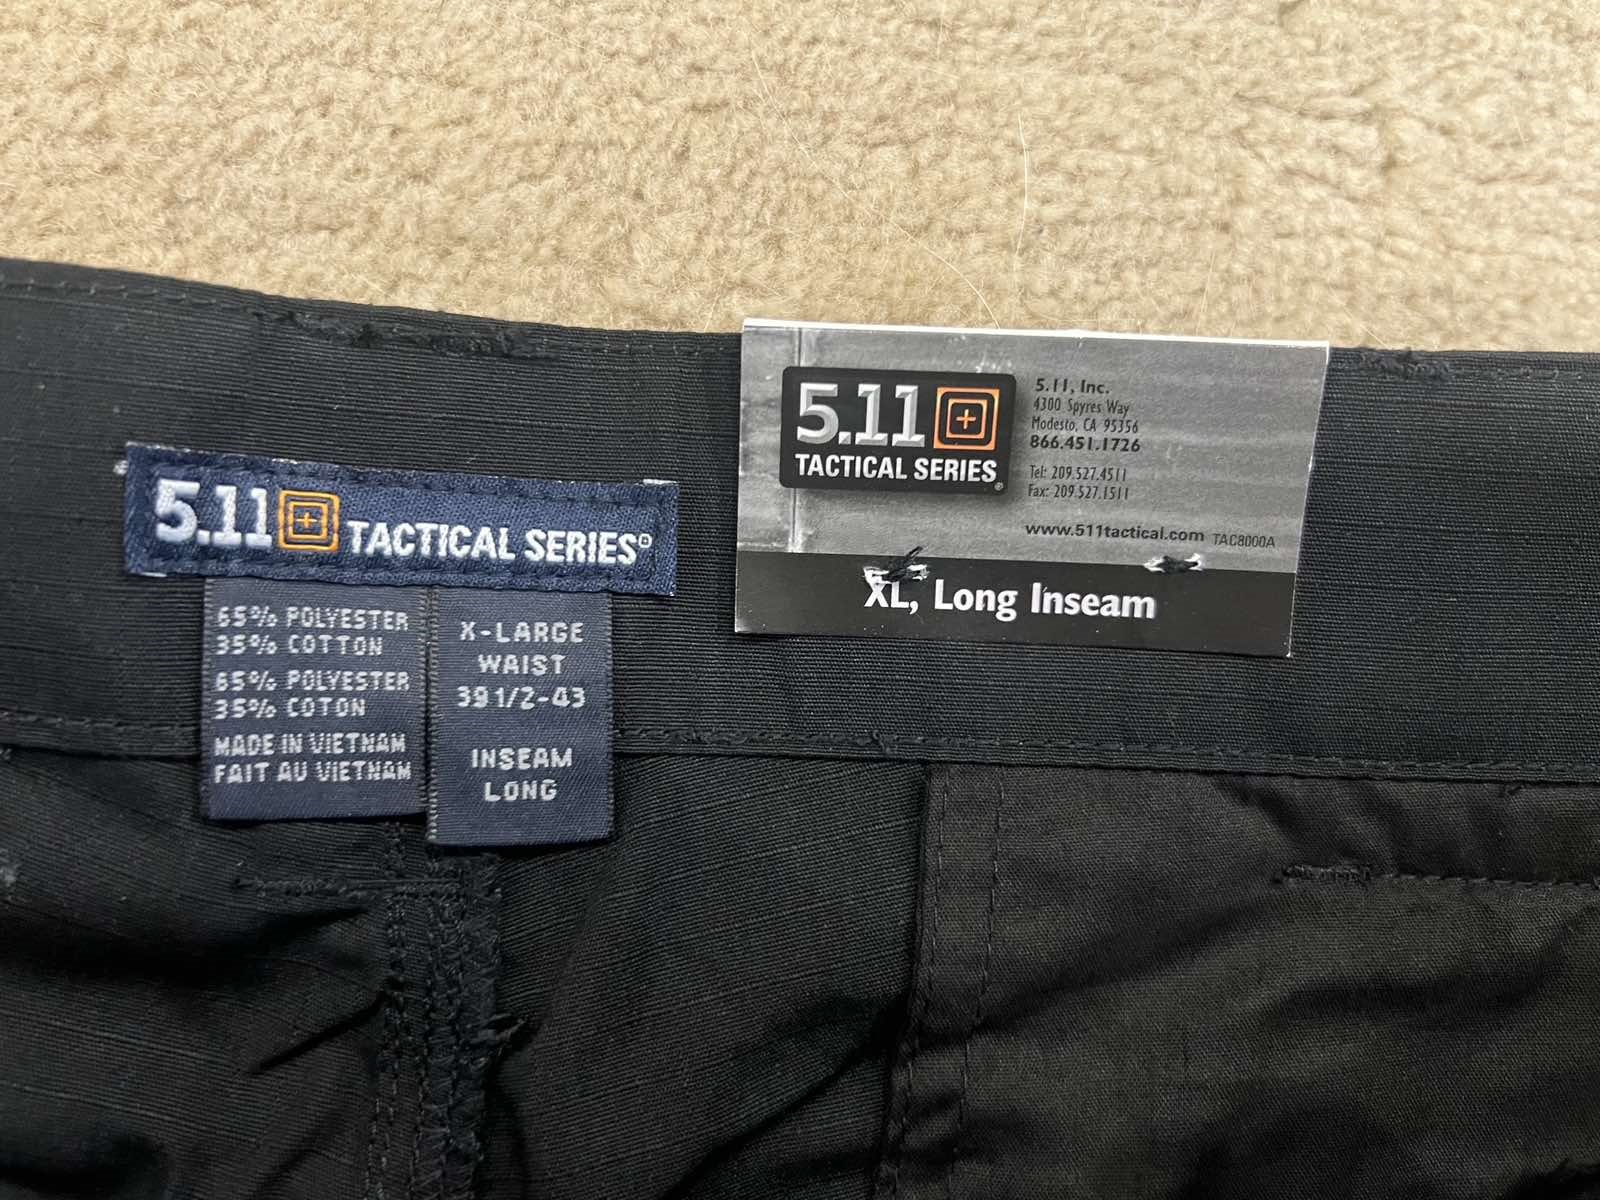 5.11 TACTICAL SERIES®
65% POLYESTER
35% COTTON
65% POLYESTER
35% COTON
MADE IN VIETNAM
FAIT AU VIETNAM
X-LARGE
WAIST
39 1/2-43
INSEAM
LONG
5.11
TACTICAL SERIES®
5.11, Inc.
4300 Spyres Way
Modesto, CA 95356
866.451.1726
Tel: 209.527.4511
Fax: 209.527.1511
www.511tactical.com TAC8000A
XL, Long Inseam